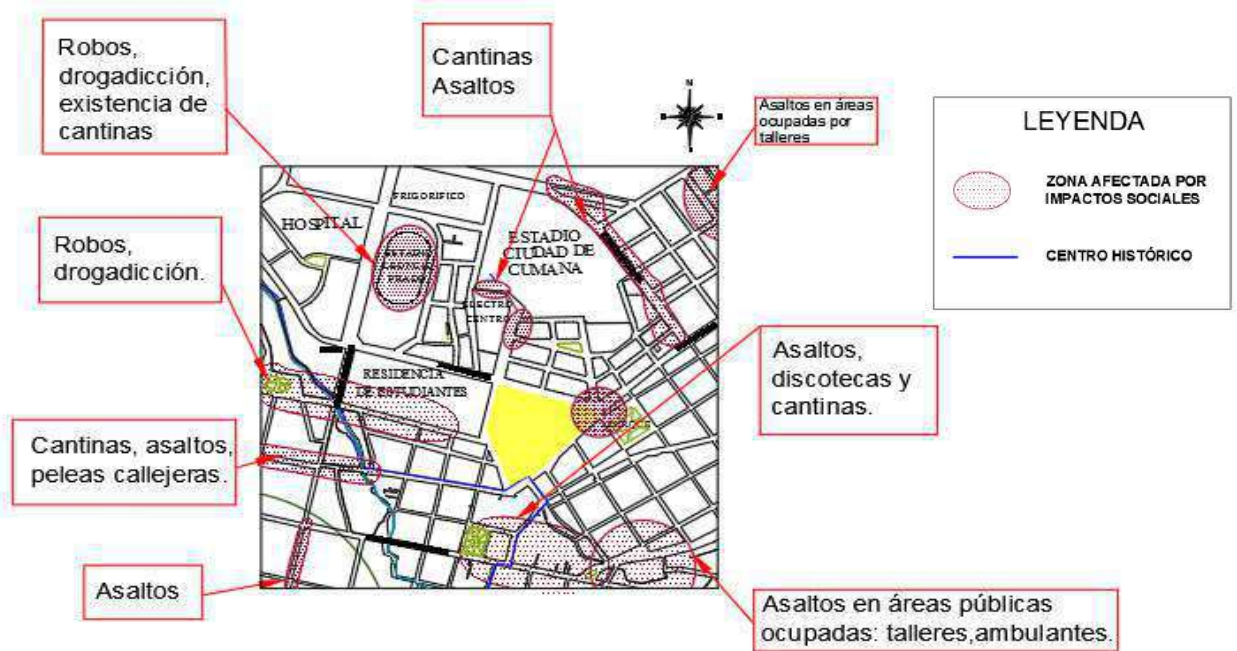 Robos,
drogadicción,
existencia de
cantinas
Cantinas
Asaltos
N
Asaltos en áreas
ocupadas por
talleres
LEYENDA
ZONA AFECTADA POR
IMPACTOS SOCIALES
CENTRO HISTÓRICO
Robos,
drogadicción.
FRIGORIFICO
HOSPITAL
ESTADIO
CIUDAD DE
CUMANA
ELECTRO
CENTRO
RESIDENCIA
DE ESTUDIANTES
Asaltos,
discotecas y
cantinas.
Cantinas, asaltos,
peleas callejeras.
Asaltos
Asaltos en áreas públicas
ocupadas: talleres,ambulantes.